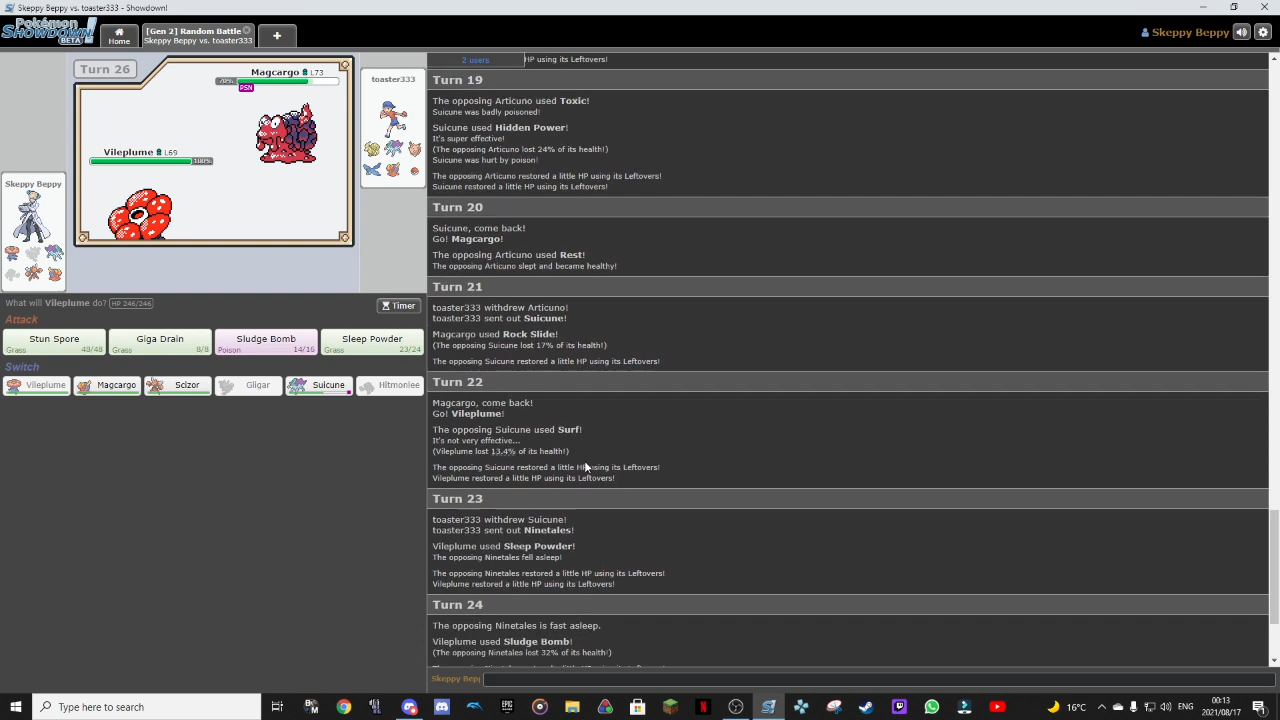 Skeppy Beppy vs. toaster333 - Showdown!
Pokémon
Showdown!
BETA
Home
[Gen 2] Random Battle
Skeppy Beppy vs. toaster333
+
Skeppy Beppy
Turn 26
Magcargo L73
70%
PSN
Vileplume L69
100%
toaster333
Skeppy Beppy
What will Vileplume do? HP 246/246
Timer
Attack
Stun Spore
Grass 48/48
Giga Drain
Grass 8/8
Sludge Bomb
Poison 14/16
Sleep Powder
Grass 23/24
Switch
Vileplume
Magcargo
Scizor
Gligar
Suicune
Hitmonlee
2 users
HP using its Leftovers!
Turn 19
The opposing Articuno used Toxic!
Suicune was badly poisoned!
Suicune used Hidden Power!
It's super effective!
(The opposing Articuno lost 24% of its health!)
Suicune was hurt by poison!
The opposing Articuno restored a little HP using its Leftovers!
Suicune restored a little HP using its Leftovers!
Turn 20
Suicune, come back!
Go! Magcargo!
The opposing Articuno used Rest!
The opposing Articuno slept and became healthy!
Turn 21
toaster333 withdrew Articuno!
toaster333 sent out Suicune!
Magcargo used Rock Slide!
(The opposing Suicune lost 17% of its health!)
The opposing Suicune restored a little HP using its Leftovers!
Turn 22
Magcargo, come back!
Go! Vileplume!
The opposing Suicune used Surf!
It's not very effective...
(Vileplume lost 13.4% of its health!)
The opposing Suicune restored a little HP using its Leftovers!
Vileplume restored a little HP using its Leftovers!
Turn 23
toaster333 withdrew Suicune!
toaster333 sent out Ninetales!
Vileplume used Sleep Powder!
The opposing Ninetales fell asleep!
The opposing Ninetales restored a little HP using its Leftovers!
Vileplume restored a little HP using its Leftovers!
Turn 24
The opposing Ninetales is fast asleep.
Vileplume used Sludge Bomb!
(The opposing Ninetales lost 32% of its health!)
Skeppy Bepp
Type here to search
16°C
ENG
00:13
2021/08/17